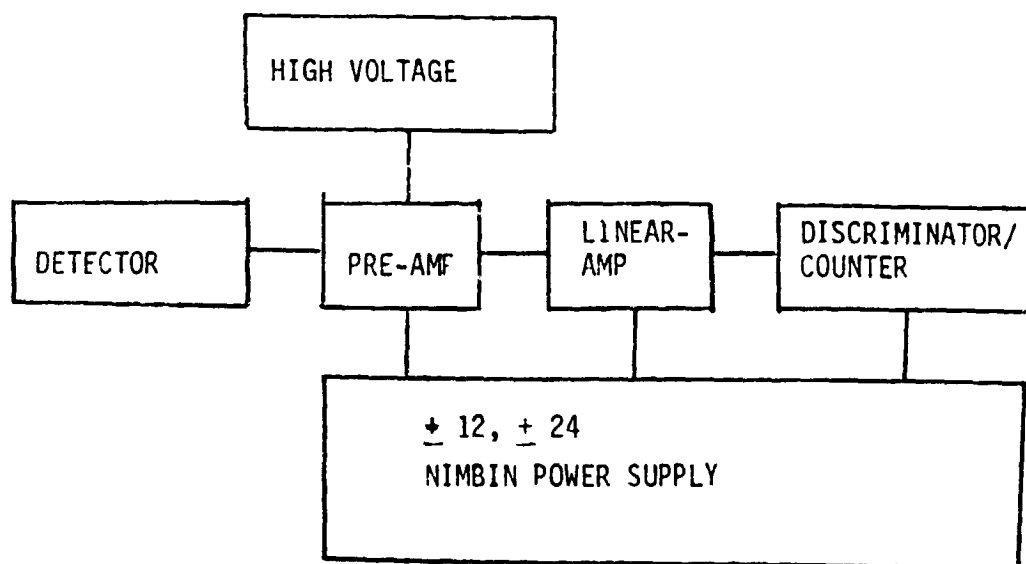 HIGH VOLTAGE
DETECTOR
PRE-AMP
LINEAR-
AMP
DISCRIMINATOR/
COUNTER
± 12, ± 24
NIMBIN POWER SUPPLY